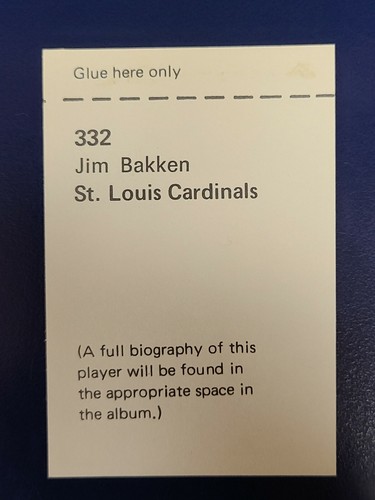 Glue here only
332
Jim Bakken
St. Louis Cardinals
(A full biography of this
player will be found in
the appropriate space in
the album.)